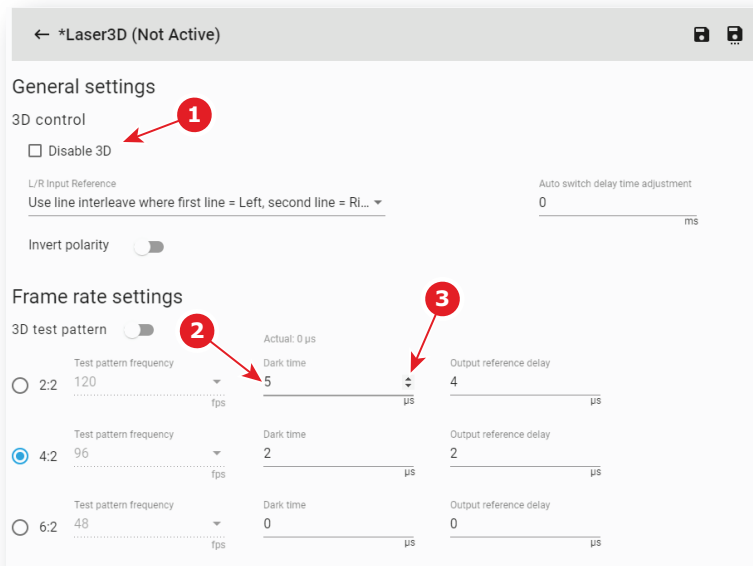 *Laser3D (Not Active)
General settings
3D control
1
Disable 3D
L/R Input Reference
Auto switch delay time adjustment
Use line interleave where first line = Left, second line = Ri...
0
ms
Invert polarity
Frame rate settings
3
3D test pattern
2
Actual: 0 µs
Test pattern frequency
Dark time
Output reference delay
2:2
120
5
4
fps
µs
µs
Test pattern frequency
Dark time
Output reference delay
4:2
96
2
2
fps
µs
µs
Test pattern frequency
Dark time
Output reference delay
6:2
48
0
0
fps
µs
µs